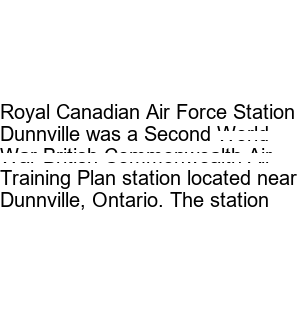 Royal Canadian Air Force Station
Dunnville was a Second World
War British Commonwealth Air
Training Plan station located near
Dunnville, Ontario. The station